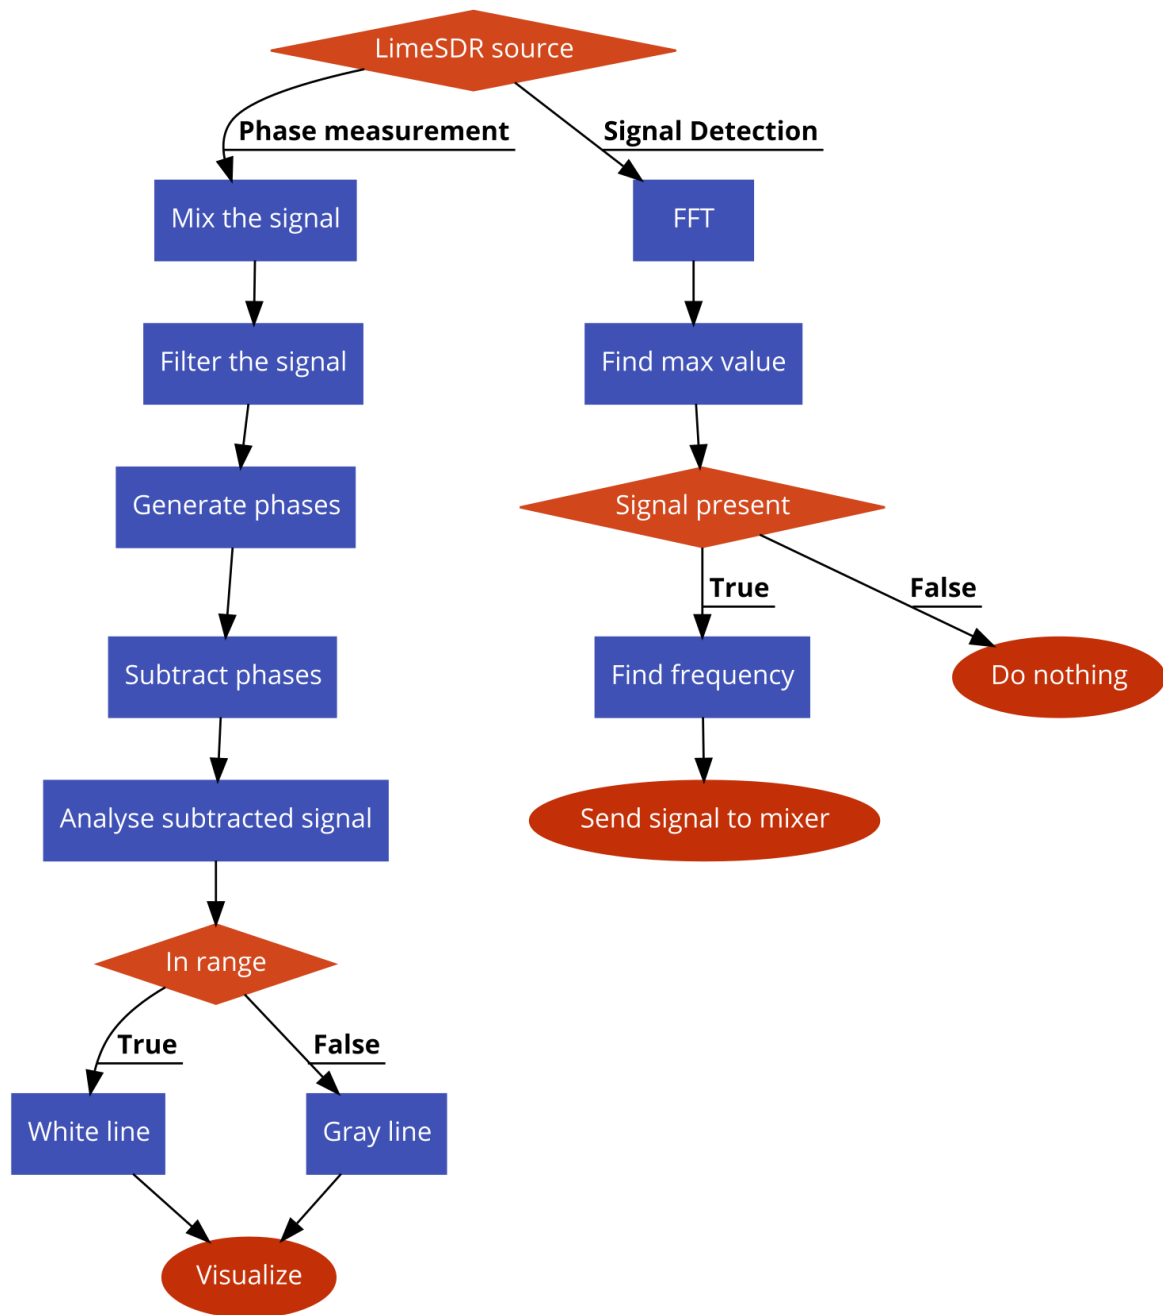 LimeSDR source
Phase measurement
Signal Detection
Mix the signal
FFT
Filter the signal
Find max value
Generate phases
Signal present
True
False
Subtract phases
Find frequency
Do nothing
Analyse subtracted signal
Send signal to mixer
In range
True
False
White line
Gray line
Visualize